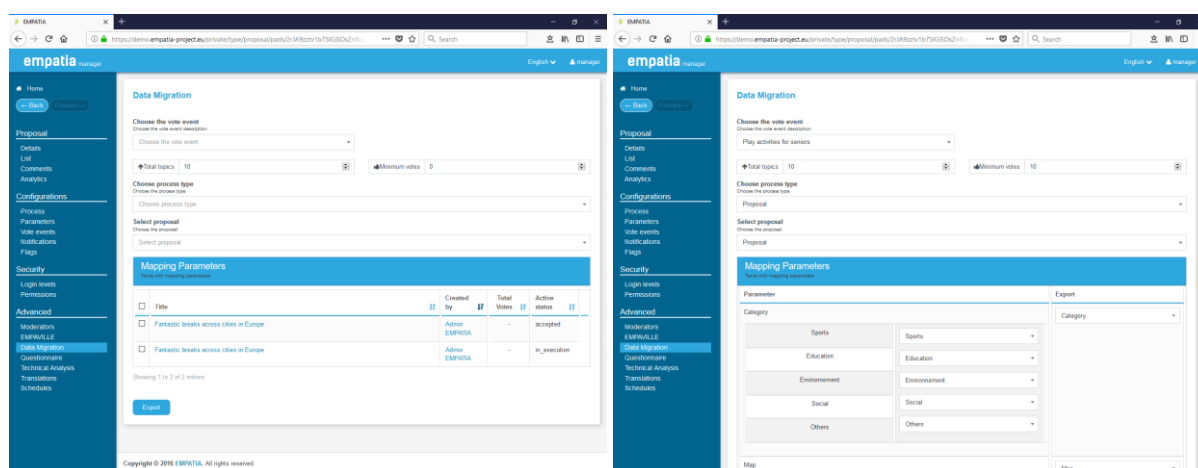 EMPATIA
https://demo.empatia-project.eu/private/type/proposal/pads/
Search
empatia manager
English
manager
Home
Back
Forward
Proposal
Details
List
Comments
Analytics
Configurations
Process
Parameters
Vote events
Notifications
Flags
Security
Login levels
Permissions
Advanced
Moderators
EMPAVILLE
Data Migration
Questionnaire
Technical Analysis
Translations
Schedules
Data Migration
Choose the vote event
Choose the vote event description
Choose the vote event
Total topics 10
Minimum votes 0
Choose process type
Choose the process type
Choose process type
Select proposal
Choose the proposal
Select proposal
Mapping Parameters
Table with mapping parameters
Title
Created by
Total Votes
Active status
Fantastic breaks across cities in Europe
Admin EMPATIA
-
accepted
Fantastic breaks across cities in Europe
Admin EMPATIA
-
in_execution
Showing 1 to 2 of 2 entries
Export
Copyright © 2016 EMPATIA. All rights reserved.
EMPATIA
https://demo.empatia-project.eu/private/type/proposal/pads/
Search
empatia manager
English
manager
Home
Back
Forward
Proposal
Details
List
Comments
Analytics
Configurations
Process
Parameters
Vote events
Notifications
Flags
Security
Login levels
Permissions
Advanced
Moderators
EMPAVILLE
Data Migration
Questionnaire
Technical Analysis
Translations
Schedules
Data Migration
Choose the vote event
Choose the vote event description
Play activities for seniors
Total topics 10
Minimum votes 10
Choose process type
Choose the process type
Proposal
Select proposal
Choose the proposal
Proposal
Mapping Parameters
Table with mapping parameters
Parameter
Export
Category
Category
Sports
Sports
Education
Education
Environnement
Environnement
Social
Social
Others
Others
Map
Map